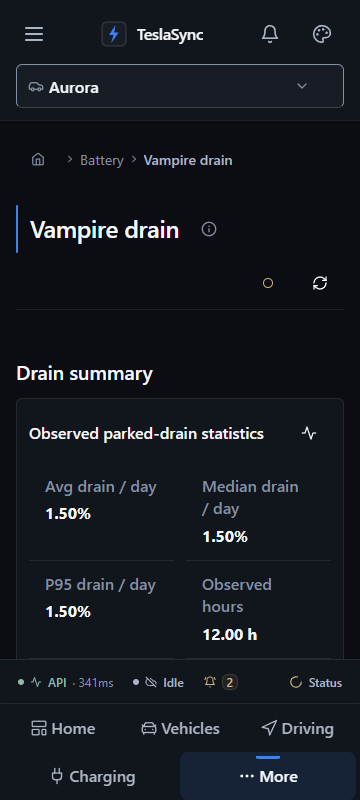 TeslaSync
Aurora
Battery
Vampire drain
Vampire drain
Drain summary
Observed parked-drain statistics
Avg drain / day
1.50%
Median drain
/ day
1.50%
P95 drain / day
1.50%
Observed
hours
12.00 h
API · 341ms
Idle
2
Status
Home
Vehicles
Driving
Charging
More